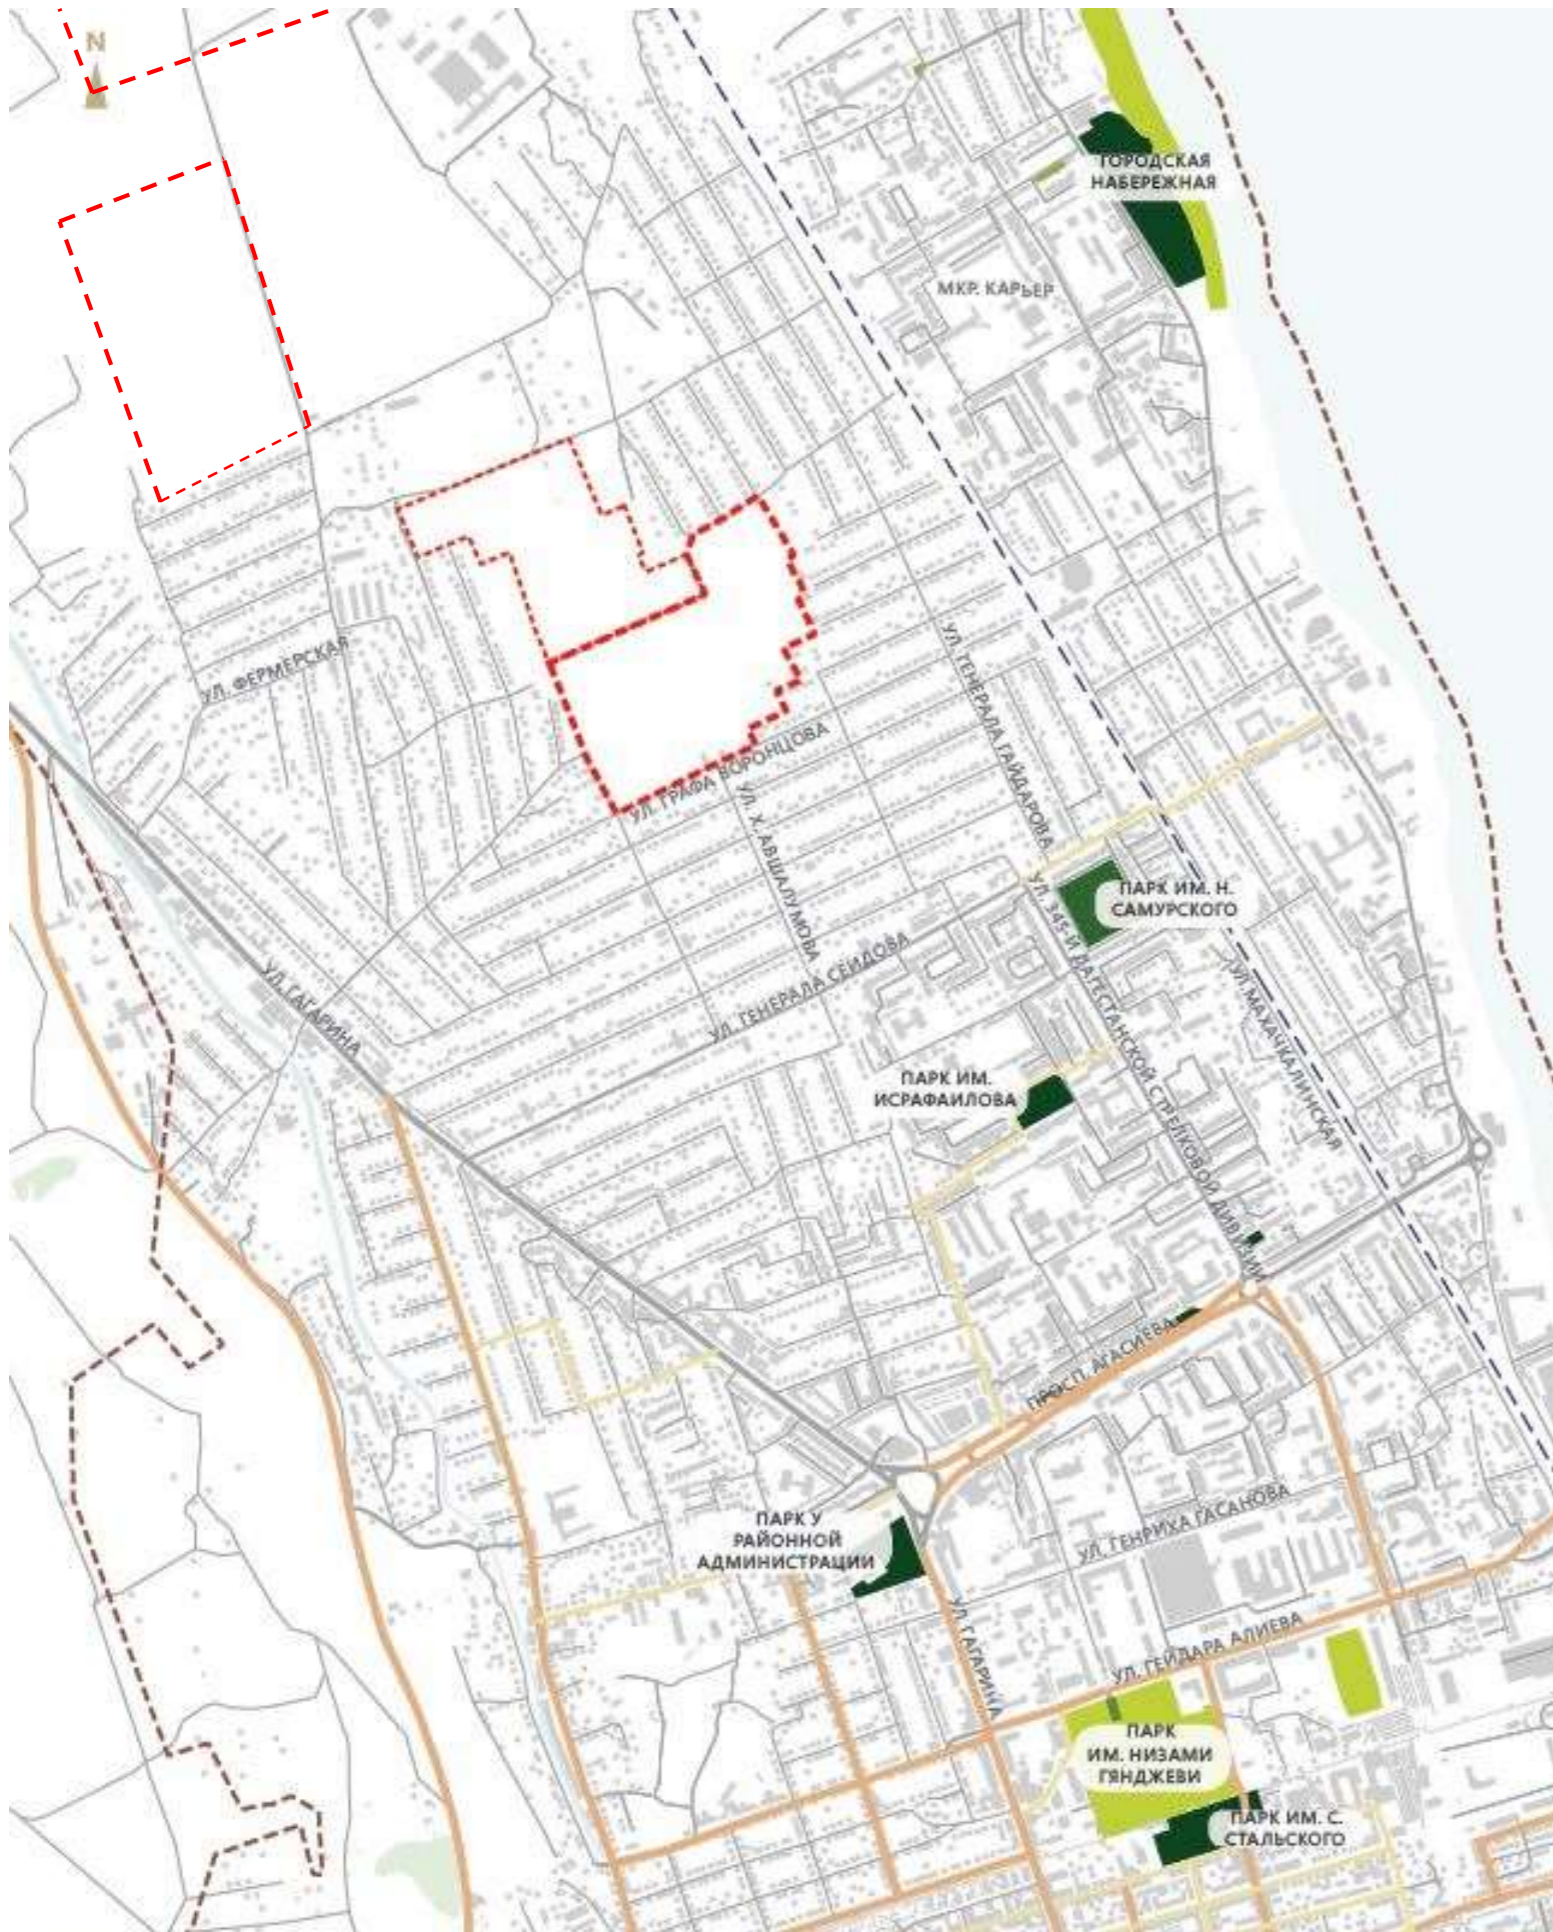 N
ГОРОДСКАЯ
НАБЕРЕЖНАЯ
МКР. КАРЬЕР
УЛ. ФЕРМЕРСКАЯ
УЛ. ГЕНЕРАЛА ГАЙДАРОВА
УЛ. ГРАФА ВОРОНЦОВА
УЛ. Х. АВШАЛУМОВА
ПАРК ИМ. Н.
САМУРСКОГО
УЛ. 345-Й ДАГЕСТАНСКОЙ СТРЕЛКОВОЙ ДИВИЗИИ
УЛ. ГЕНЕРАЛА СЕИДОВА
УЛ. ГАГАРИНА
УЛ. МАХАЧКАЛИНСКАЯ
ПАРК ИМ.
ИСРАФАИЛОВА
ПРОСП. АГАСИЕВА
УЛ. ГЕНРИХА ГАСАНОВА
ПАРК У
РАЙОННОЙ
АДМИНИСТРАЦИИ
УЛ. ГАГАРИНА
УЛ. ГЕЙДАРА АЛИЕВА
ПАРК
ИМ. НИЗАМИ
ГЯНДЖЕВИ
ПАРК ИМ. С.
СТАЛЬСКОГО